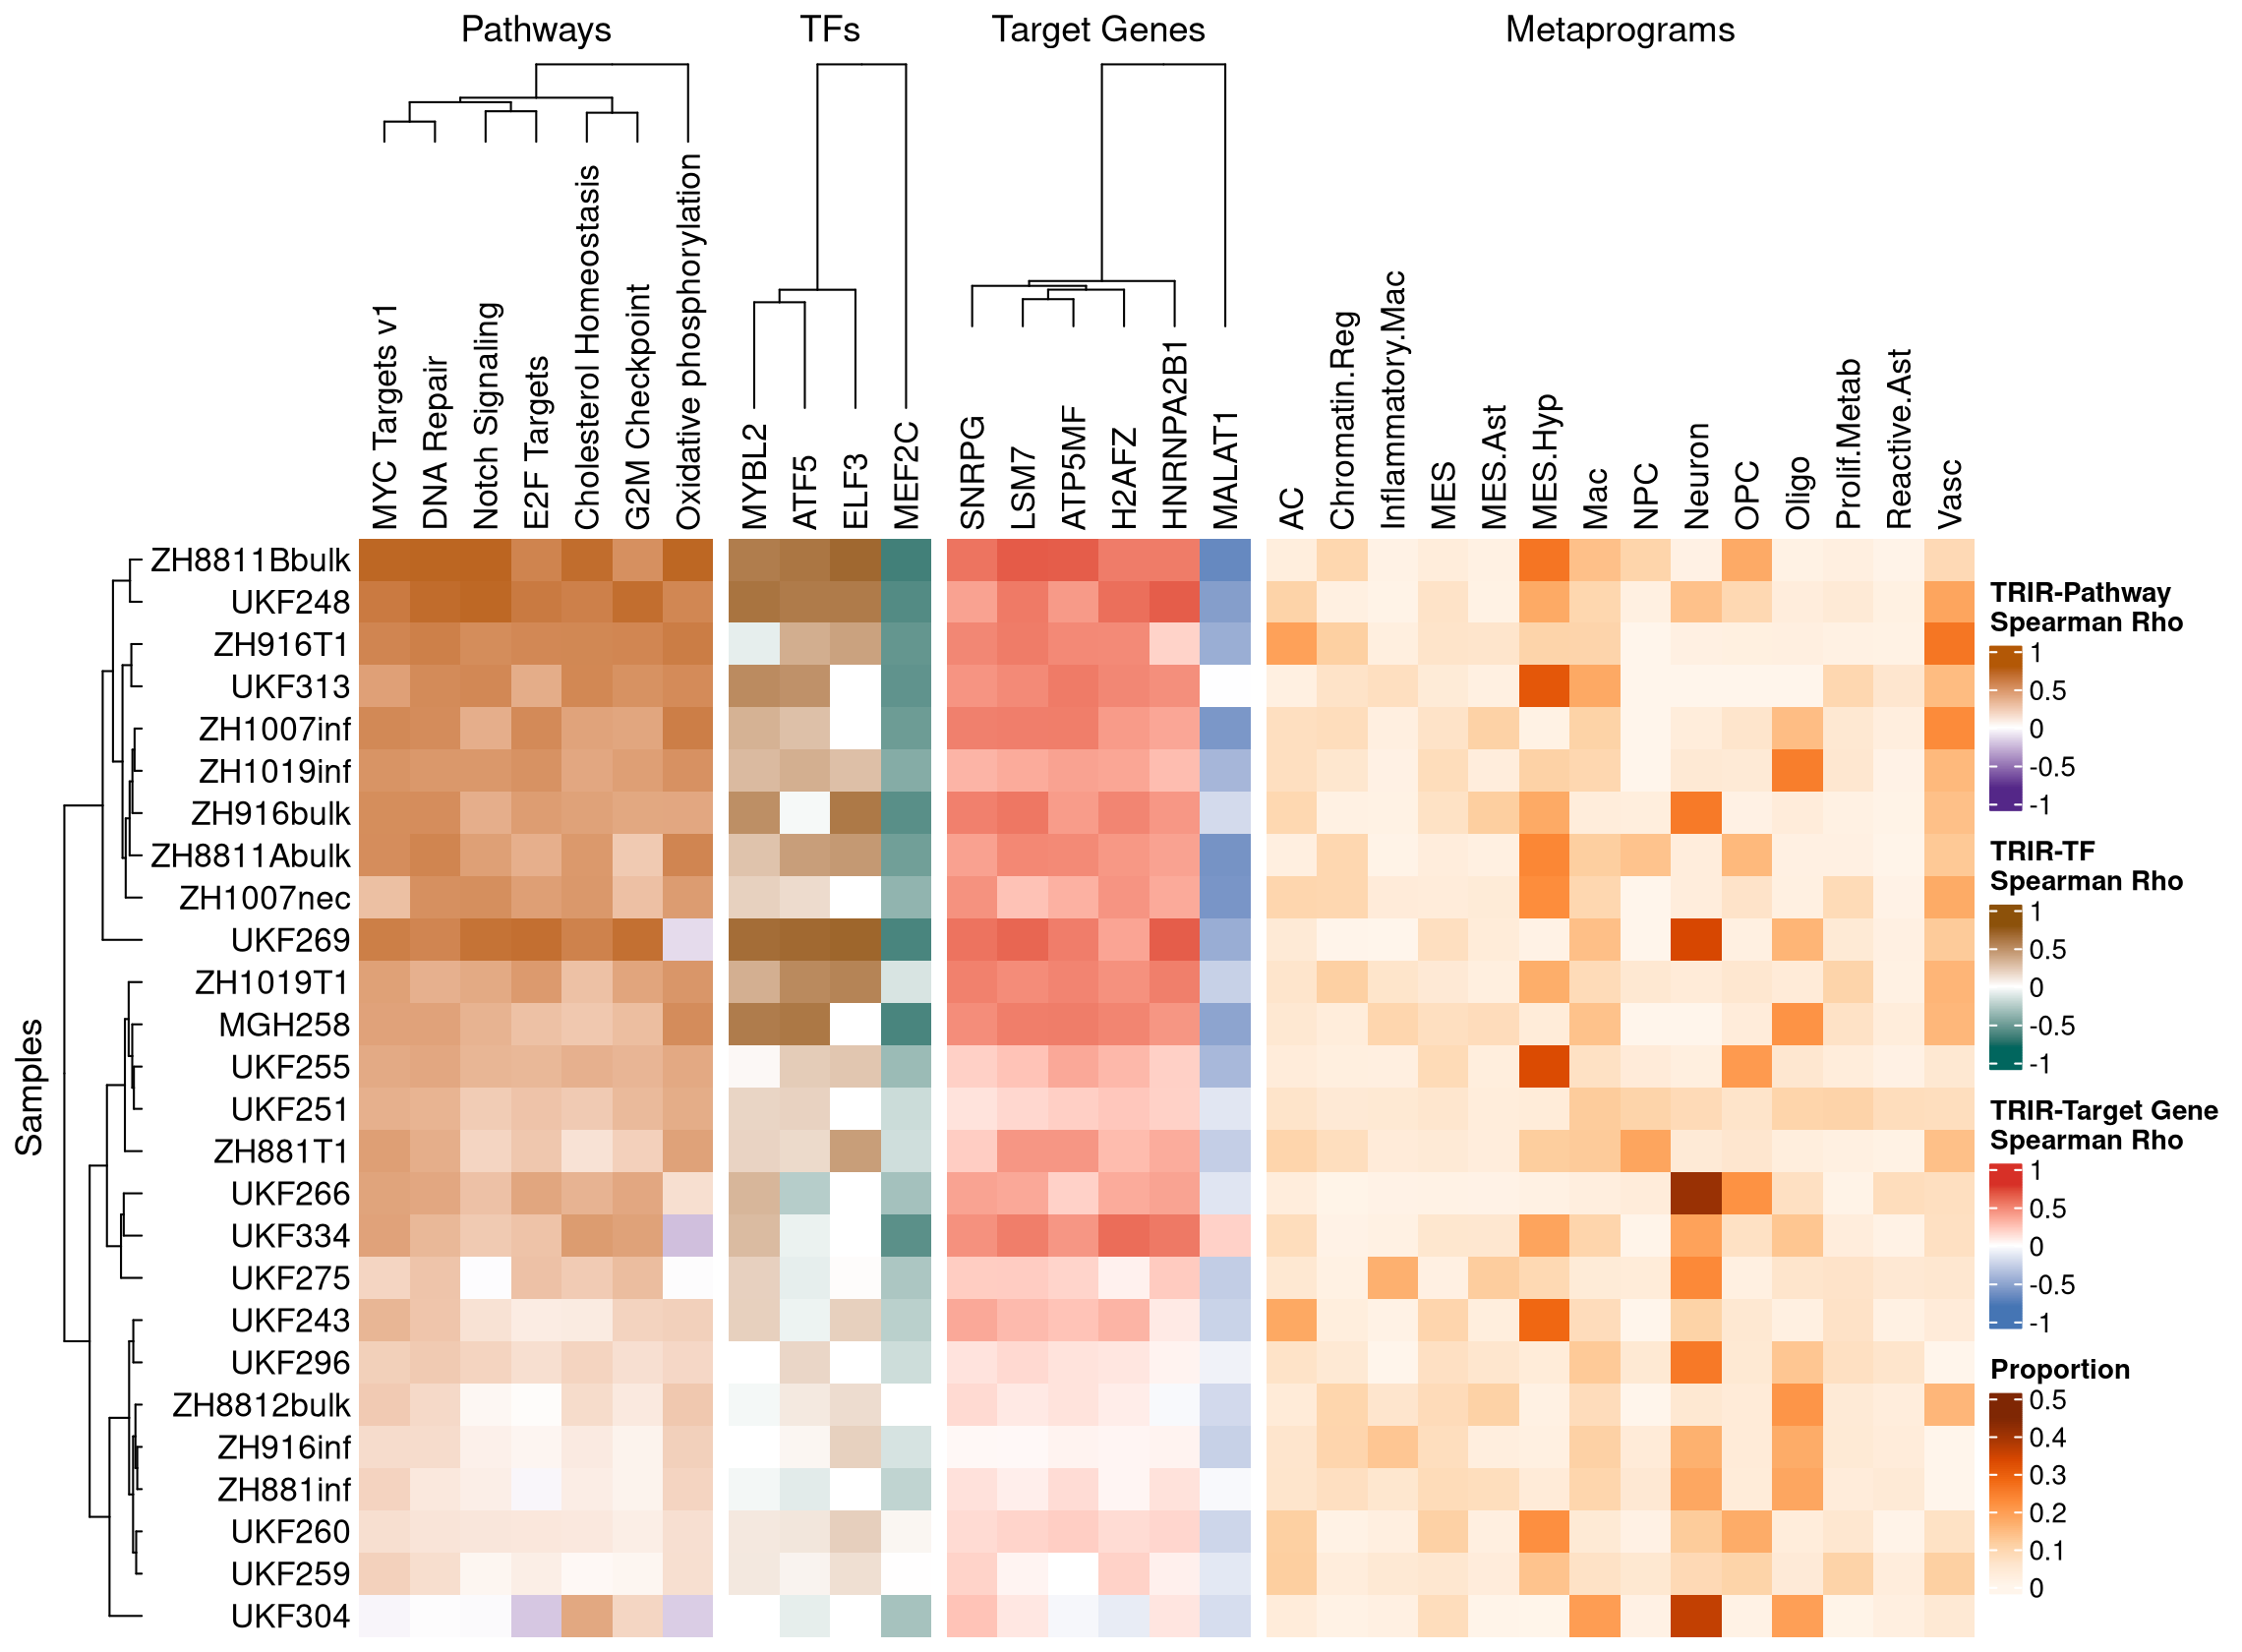 Pathways
TFs
Target Genes
Metaprograms
MYC Targets v1
DNA Repair
Notch Signaling
E2F Targets
Cholesterol Homeostasis
G2M Checkpoint
Oxidative phosphorylation
MYBL2
ATF5
ELF3
MEF2C
SNRPG
LSM7
ATP5MF
H2AFZ
HNRNPA2B1
MALAT1
AC
Chromatin.Reg
Inflammatory.Mac
MES
MES.Ast
MES.Hyp
Mac
NPC
Neuron
OPC
Oligo
Prolif.Metab
Reactive.Ast
Vasc
Samples
ZH8811Bbulk
UKF248
ZH916T1
UKF313
ZH1007inf
ZH1019inf
ZH916bulk
ZH8811Abulk
ZH1007nec
UKF269
ZH1019T1
MGH258
UKF255
UKF251
ZH881T1
UKF266
UKF334
UKF275
UKF243
UKF296
ZH8812bulk
ZH916inf
ZH881inf
UKF260
UKF259
UKF304
TRIR-Pathway
Spearman Rho
1
0.5
0
-0.5
-1
TRIR-TF
Spearman Rho
1
0.5
0
-0.5
-1
TRIR-Target Gene
Spearman Rho
1
0.5
0
-0.5
-1
Proportion
0.5
0.4
0.3
0.2
0.1
0